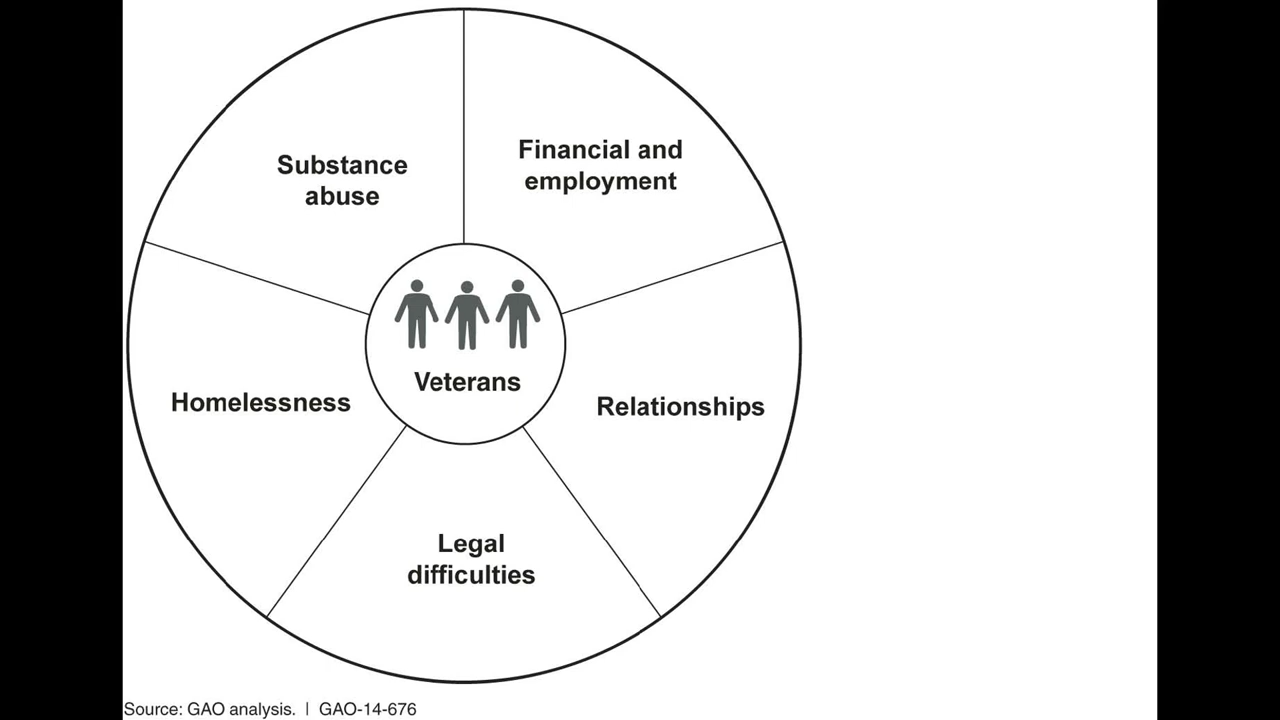 Substance
abuse
Financial and
employment
Veterans
Homelessness
Relationships
Legal
difficulties
Source: GAO analysis. | GAO-14-676